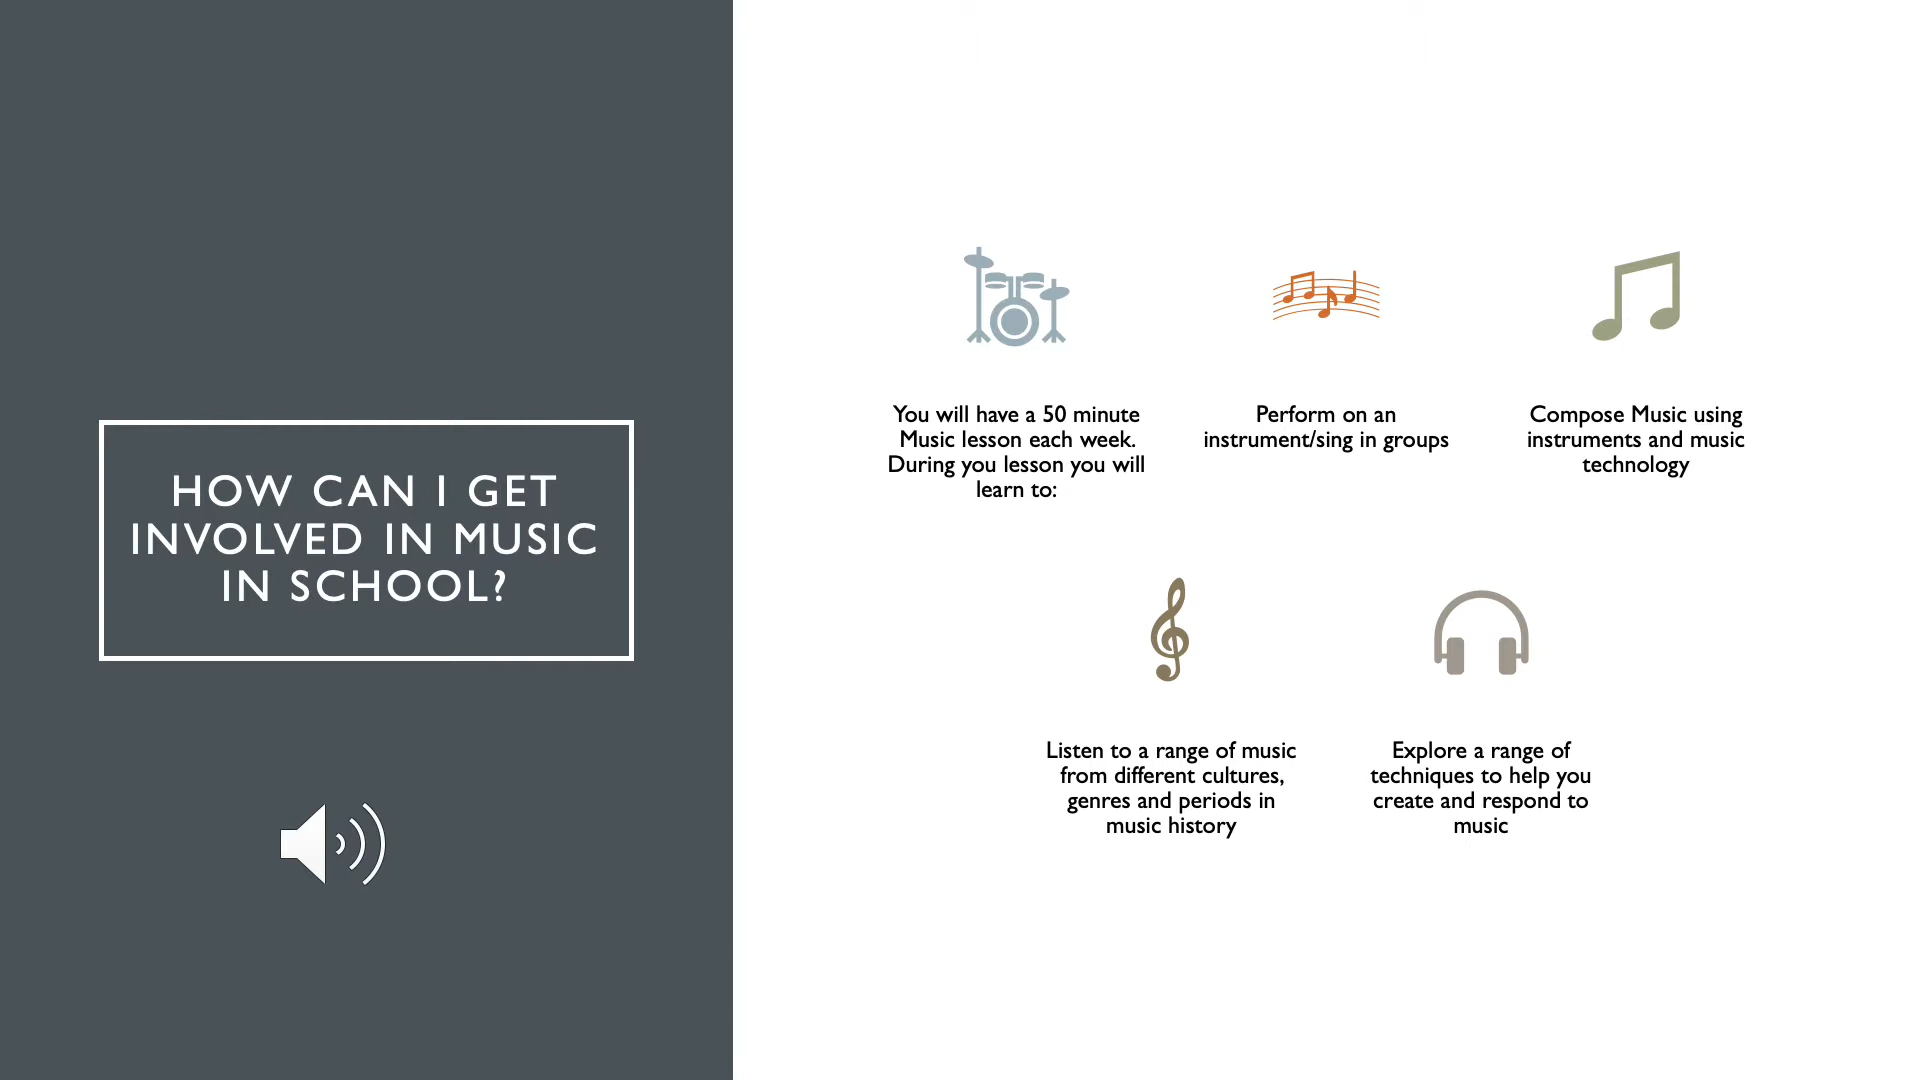 HOW CAN I GET
INVOLVED IN MUSIC
IN SCHOOL?
You will have a 50 minute
Music lesson each week.
During you lesson you will
learn to:
Perform on an
instrument/sing in groups
Compose Music using
instruments and music
technology
Listen to a range of music
from different cultures,
genres and periods in
music history
Explore a range of
techniques to help you
create and respond to
music